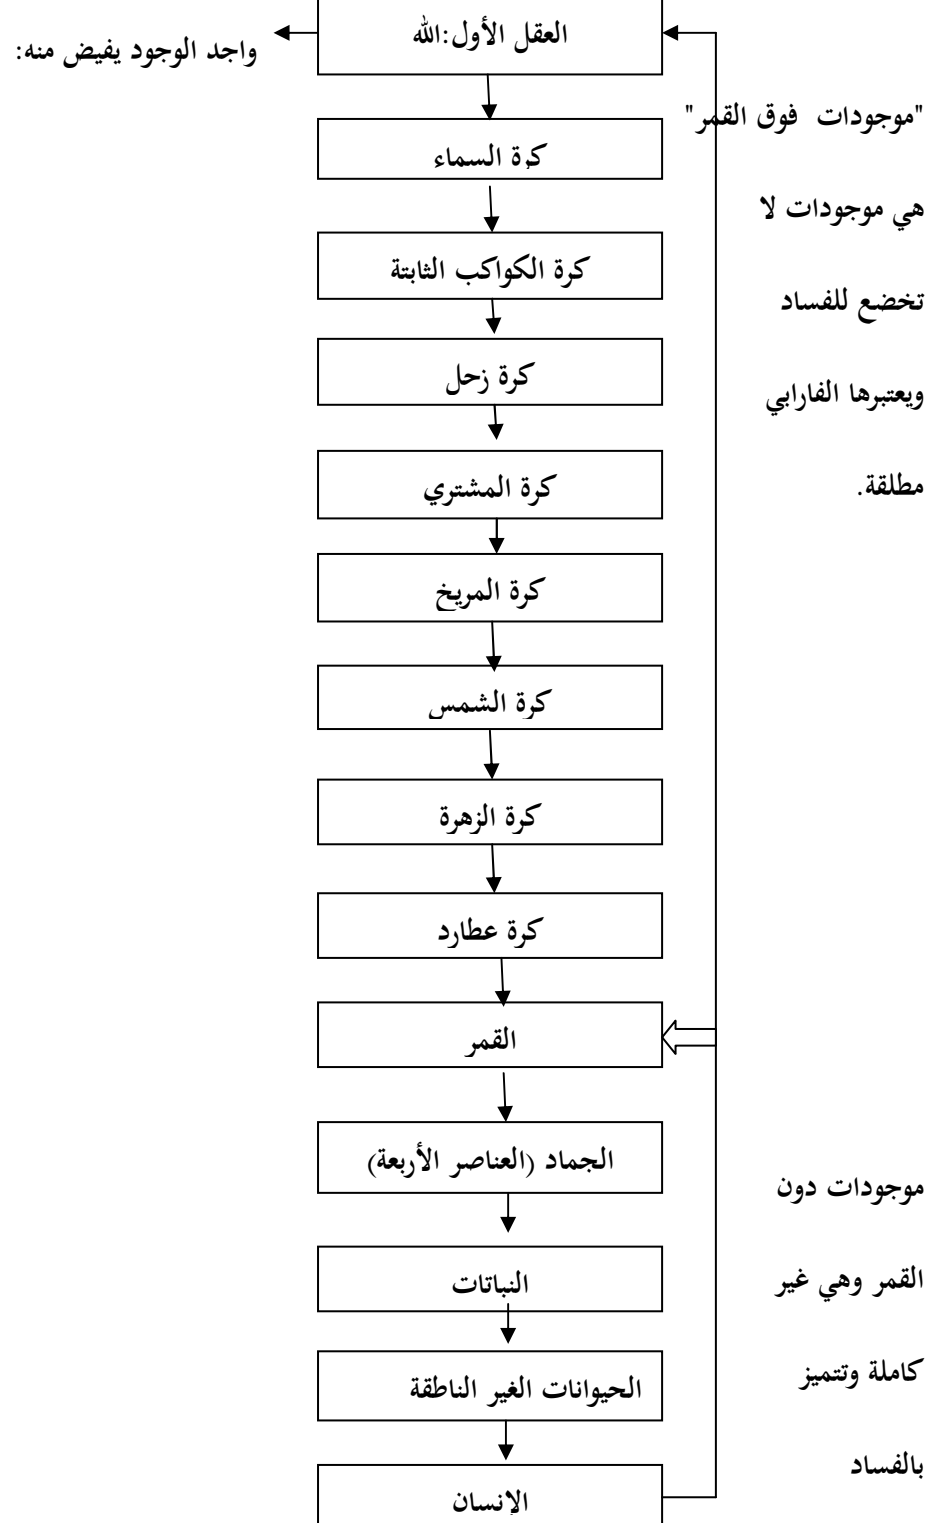 العقل الأول:الله
واجد الوجود يفيض منه:
"موجودات فوق القمر"
كرة السماء
هي موجودات لا
كرة الكواكب الثابتة
تخضع للفساد
كرة زحل
ويعتبرها الفارابي
كرة المشتري
مطلقة.
كرة المريخ
كرة الشمس
كرة الزهرة
كرة عطارد
القمر
الجماد (العناصر الأربعة)
موجودات دون
النباتات
القمر وهي غير
الحيوانات الغير الناطقة
كاملة وتتميز
بالفساد
الإنسان